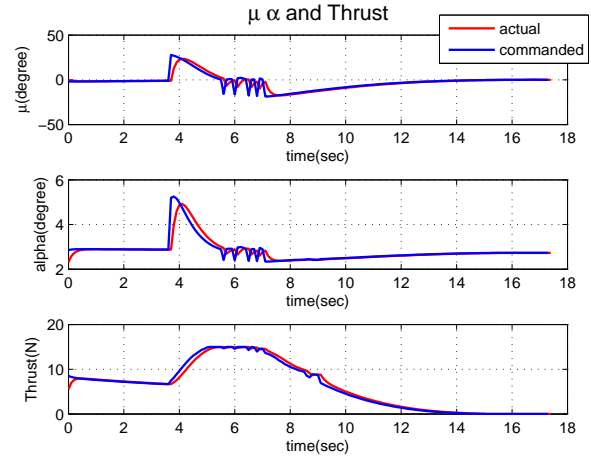 μ α and Thrust
actual
commanded
μ(degree)
50
0
−50
0 2 4 6 8 10 12 14 16 18
time(sec)
alpha(degree)
6
4
2
0 2 4 6 8 10 12 14 16 18
time(sec)
Thrust(N)
20
10
0
0 2 4 6 8 10 12 14 16 18
time(sec)